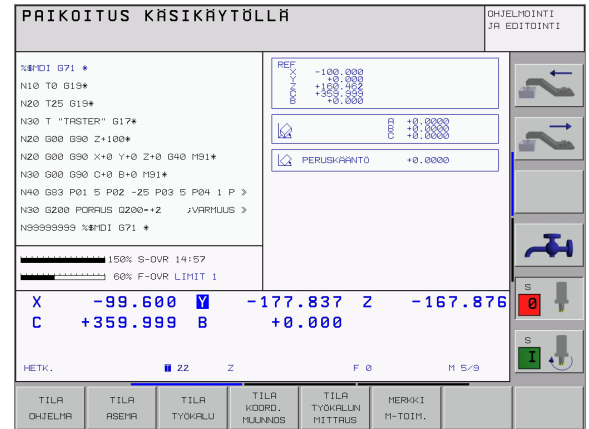 PAIKOITUS KÄSIKÄYTÖLLÄ
OHJELMOINTI
JA EDITOINTI
%$MDI G71 *
N10 T0 G19*
N20 T25 G19*
N30 T "TASTER" G17*
N20 G00 G90 Z+100*
N20 G00 G90 X+0 Y+0 Z+0 G40 M91*
N30 G00 G90 C+0 B+0 M91*
N40 G83 P01 5 P02 -25 P03 5 P04 1 P »
N30 G200 PORAUS Q200=+2 ;VARMUUS »
N99999999 %$MDI G71 *
REF
X -100.000
Y +0.000
Z +160.462
C +359.999
B +0.000
A +0.0000
B +0.0000
C +0.0000
PERUSKÄÄNTÖ +0.0000
150% S-OVR 14:57
60% F-OVR LIMIT 1
X -99.600 Y -177.837 Z -167.876
C +359.999 B +0.000
HETK. T 22 Z F 0 M 5/9
S
0
S
I
TILA OHJELMA
TILA ASEMA
TILA TYÖKALU
TILA KOORD. MUUNNOS
TILA TYÖKALUN MITTAUS
MERKKI M-TOIM.